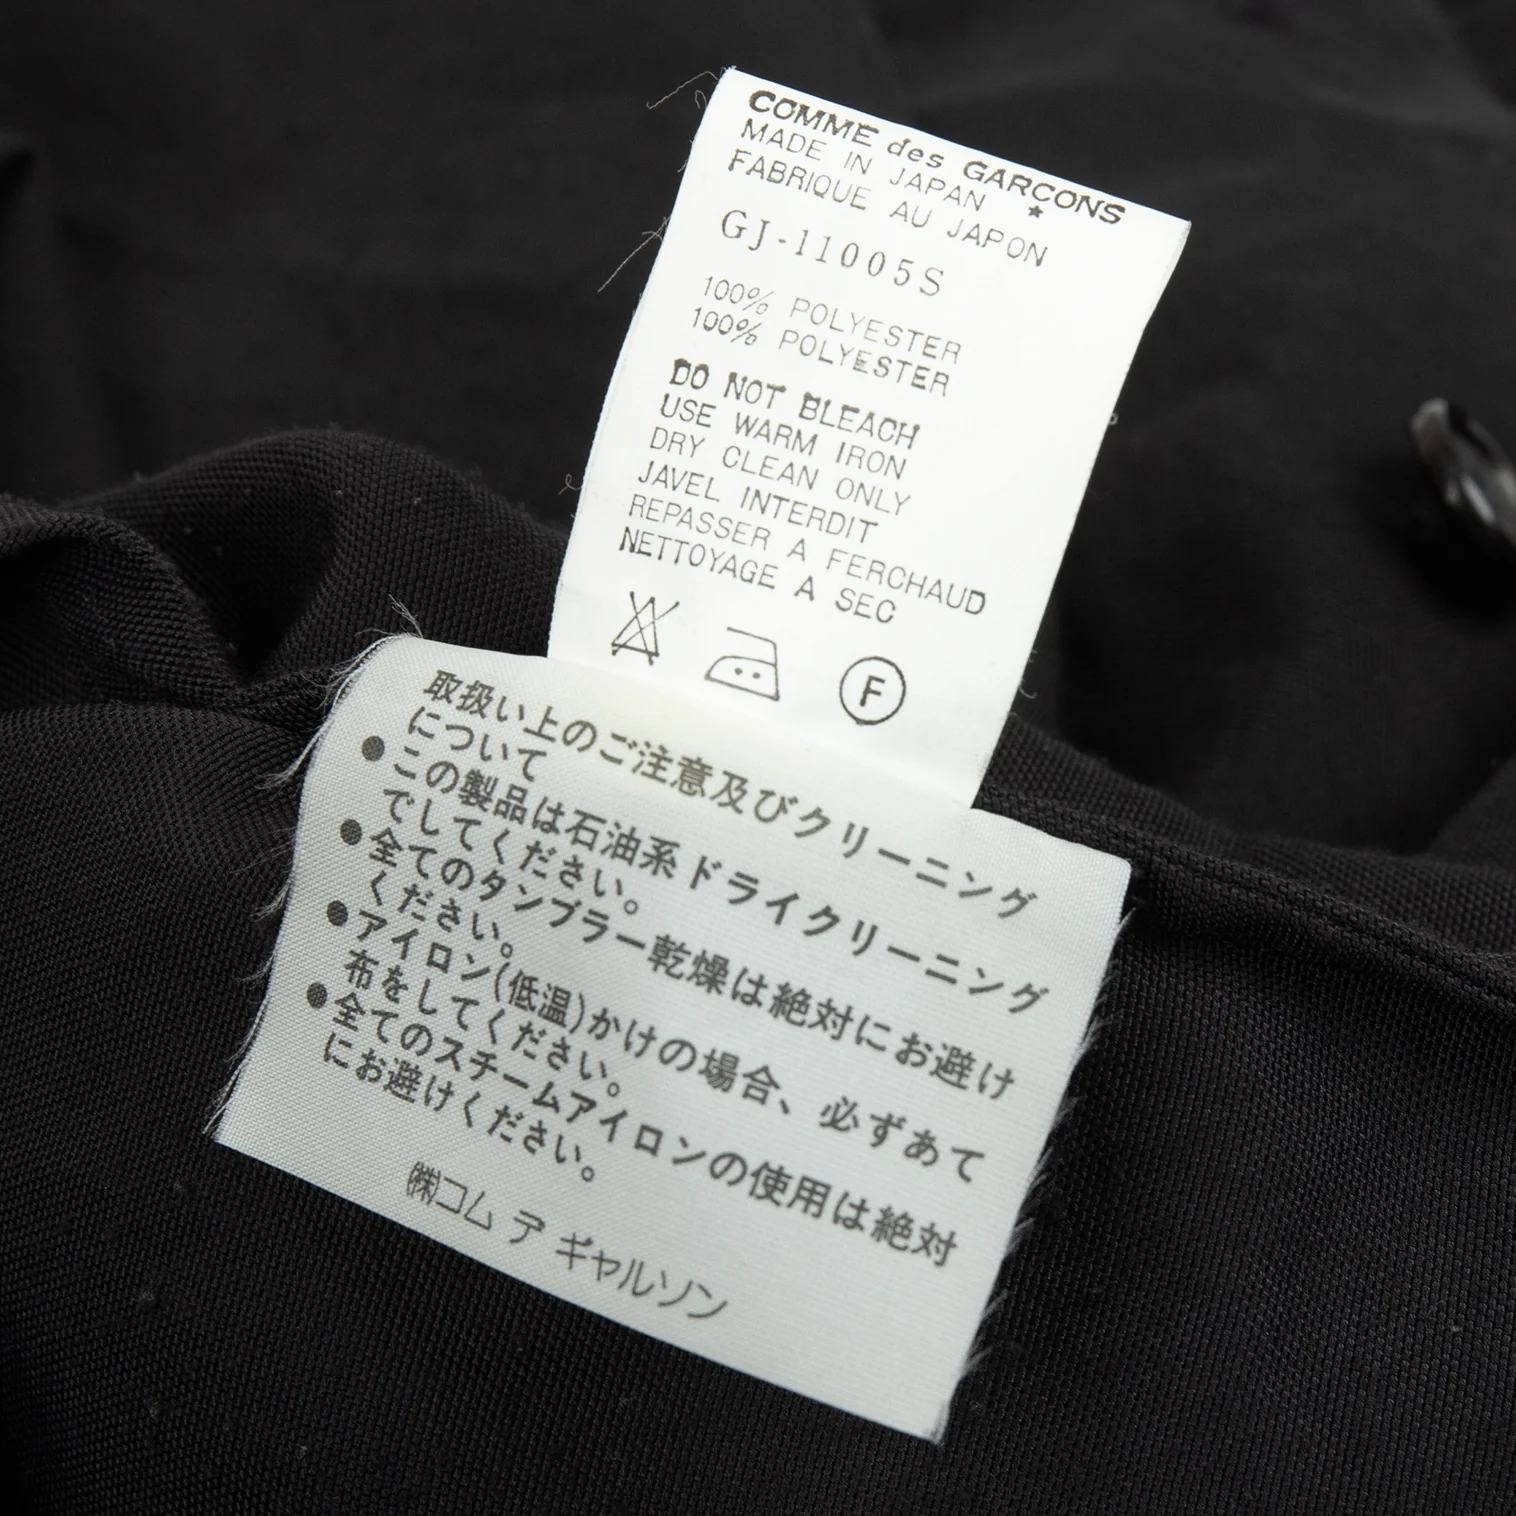 COMME des GARÇONS
MADE IN JAPAN ★
FABRIQUE AU JAPON
GJ-11005S
100% POLYESTER
100% POLYESTER
DO NOT BLEACH
USE WARM IRON
DRY CLEAN ONLY
JAVEL INTERDIT
REPASSER A FERCHAUD
NETTOYAGE A SEC
F
取扱い上のご注意及びクリーニング
について
●この製品は石油系ドライクリーニング
でしてください。
●全てのタンブラー乾燥は絶対にお避け
ください。
●アイロン(低温)かけの場合、必ずあて
布をしてください。
●全てのスチームアイロンの使用は絶対
にお避けください。
㈱コム デ ギャルソン